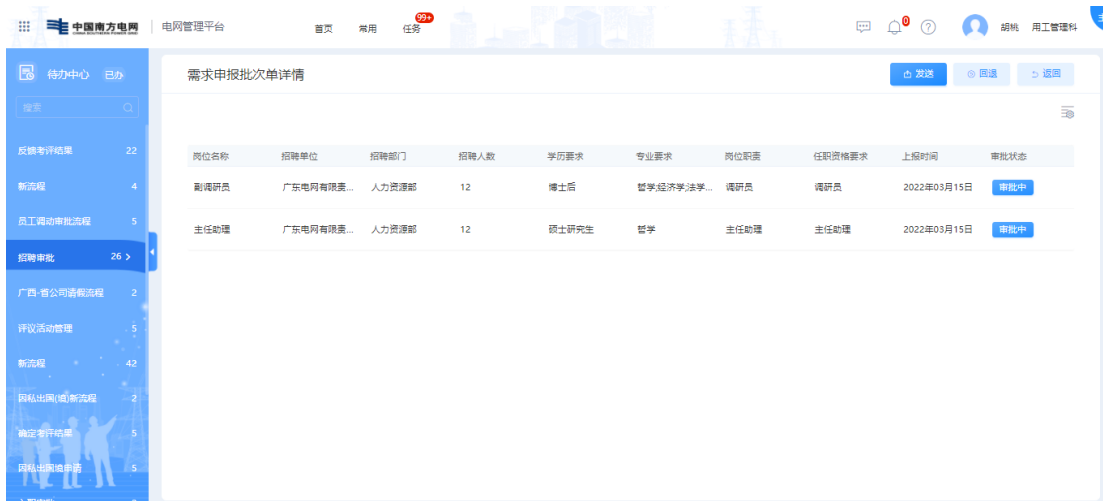 中国南方电网 电网管理平台 首页 常用 任务 99+ 0 胡桃 用工管理科
CHINA SOUTHERN POWER GRID
待办中心 已办
搜索
反馈考评结果 22
新流程 4
员工调动审批流程 5
招聘审批 26
广西-省公司请假流程 2
评议活动管理 5
新流程 42
因私出国(境)新流程 2
确定考评结果 5
因私出国境申请 5
需求申报批次单详情 发送 回退 返回
岗位名称 招聘单位 招聘部门 招聘人数 学历要求 专业要求 岗位职责 任职资格要求 上报时间 审批状态
副调研员 广东电网有限责... 人力资源部 12 博士后 哲学;经济学;法学... 调研员 调研员 2022年03月15日 审批中
主任助理 广东电网有限责... 人力资源部 12 硕士研究生 哲学 主任助理 主任助理 2022年03月15日 审批中